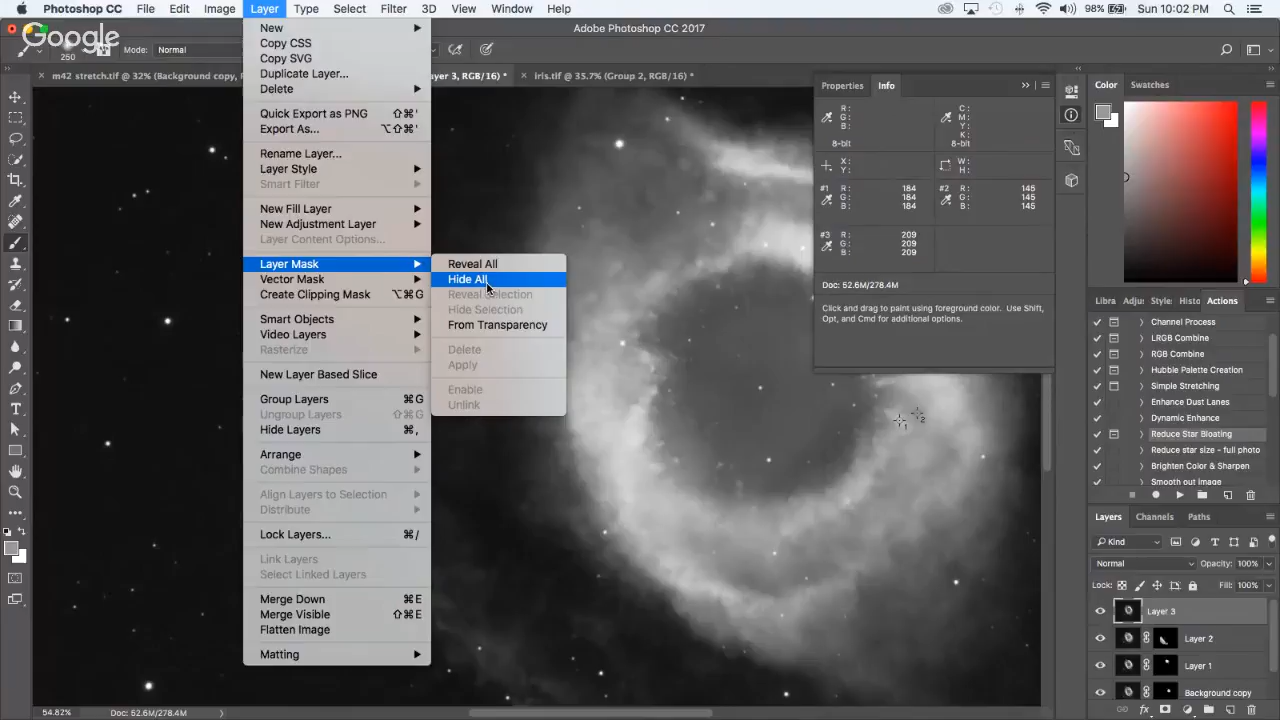 Photoshop CC File Edit Image Layer Type Select Filter 3D View Window Help 98% Sun 10:02 PM
Google
Adobe Photoshop CC 2017
250 Mode: Normal
m42 stretch.tif @ 32% (Background copy, R
ayer 3, RGB/16) *
iris.tif @ 35.7% (Group 2, RGB/16) *
New
Copy CSS
Copy SVG
Duplicate Layer...
Delete
Quick Export as PNG ⇧⌘'
Export As... ⌥⇧⌘'
Rename Layer...
Layer Style
Smart Filter
New Fill Layer
New Adjustment Layer
Layer Content Options...
Layer Mask
Vector Mask
Create Clipping Mask ⌥⌘G
Smart Objects
Video Layers
Rasterize
New Layer Based Slice
Group Layers ⌘G
Ungroup Layers ⇧⌘G
Hide Layers ⌘,
Arrange
Combine Shapes
Align Layers to Selection
Distribute
Lock Layers... ⌘/
Link Layers
Select Linked Layers
Merge Down ⌘E
Merge Visible ⇧⌘E
Flatten Image
Matting
Reveal All
Hide All
Reveal Selection
Hide Selection
From Transparency
Delete
Apply
Enable
Unlink
Properties Info
R: C:
G: M:
B: Y:
K:
8-bit 8-bit
X: W:
Y: H:
#1 R: 184 #2 R: 145
G: 184 G: 145
B: 184 B: 145
#3 R: 209
G: 209
B: 209
Doc: 52.6M/278.4M
Click and drag to paint using foreground color. Use Shift,
Opt, and Cmd for additional options.
1 2
Color Swatches
Libra Adju: Style: Histo Actions
Channel Process
LRGB Combine
RGB Combine
Hubble Palette Creation
Simple Stretching
Enhance Dust Lanes
Dynamic Enhance
Reduce Star Bloating
Reduce star size - full photo
Brighten Color & Sharpen
Smooth out image
Layers Channels Paths
Kind
Normal Opacity: 100%
Lock: Fill: 100%
Layer 3
Layer 2
Layer 1
Background copy
fx
54.82% Doc: 52.6M/278.4M